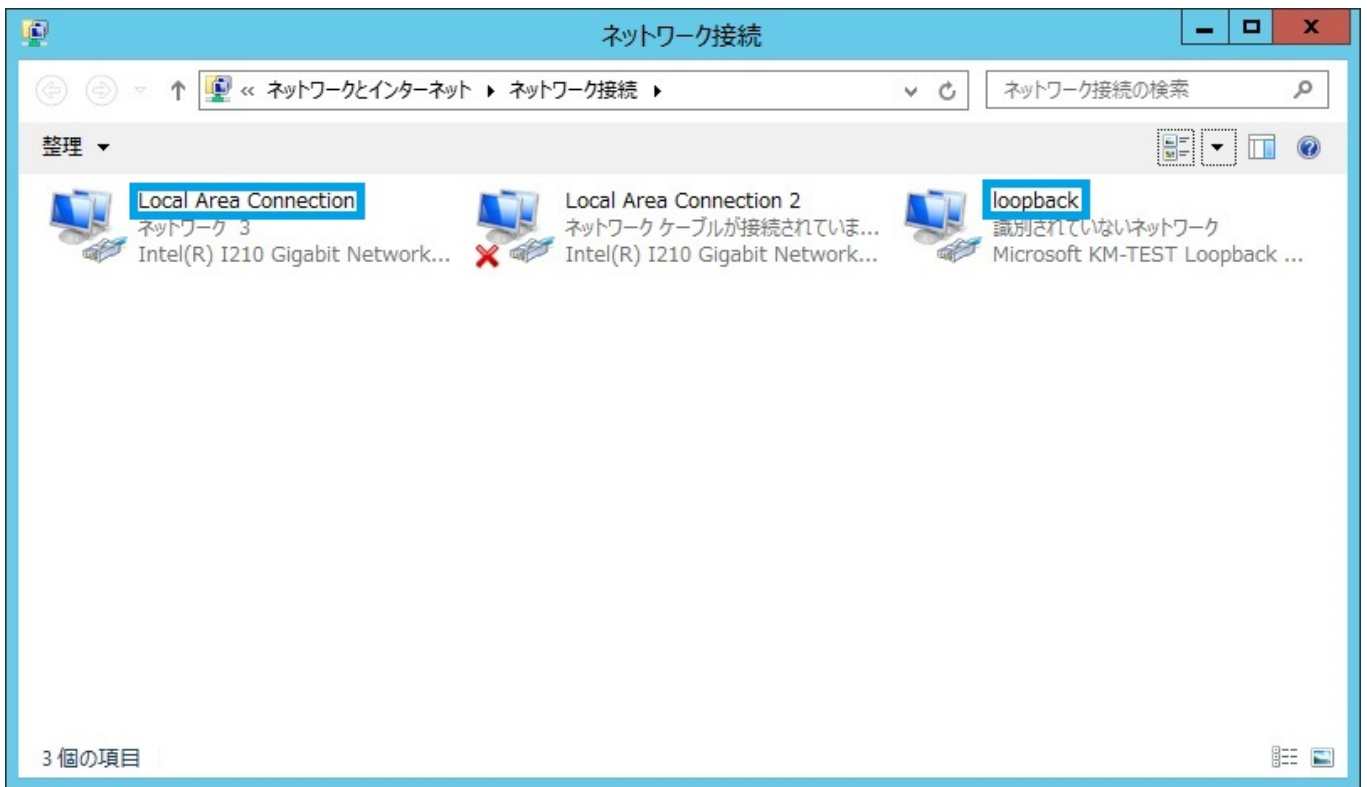 ネットワーク接続
« ネットワークとインターネット ▸ ネットワーク接続 ▸
ネットワーク接続の検索
整理
Local Area Connection
ネットワーク 3
Intel(R) I210 Gigabit Network...
Local Area Connection 2
ネットワーク ケーブルが接続されていま...
Intel(R) I210 Gigabit Network...
loopback
識別されていないネットワーク
Microsoft KM-TEST Loopback ...
3 個の項目